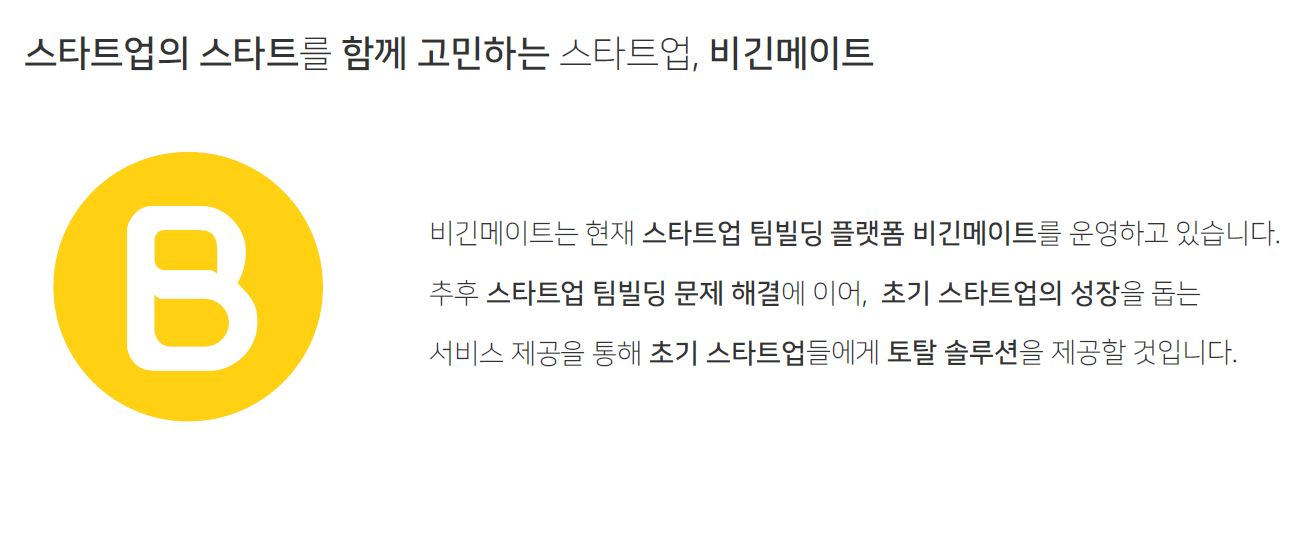 스타트업의 스타트를 함께 고민하는 스타트업, 비긴메이트
B
비긴메이트는 현재 스타트업 팀빌딩 플랫폼 비긴메이트를 운영하고 있습니다.
추후 스타트업 팀빌딩 문제 해결에 이어, 초기 스타트업의 성장을 돕는
서비스 제공을 통해 초기 스타트업들에게 토탈 솔루션을 제공할 것입니다.